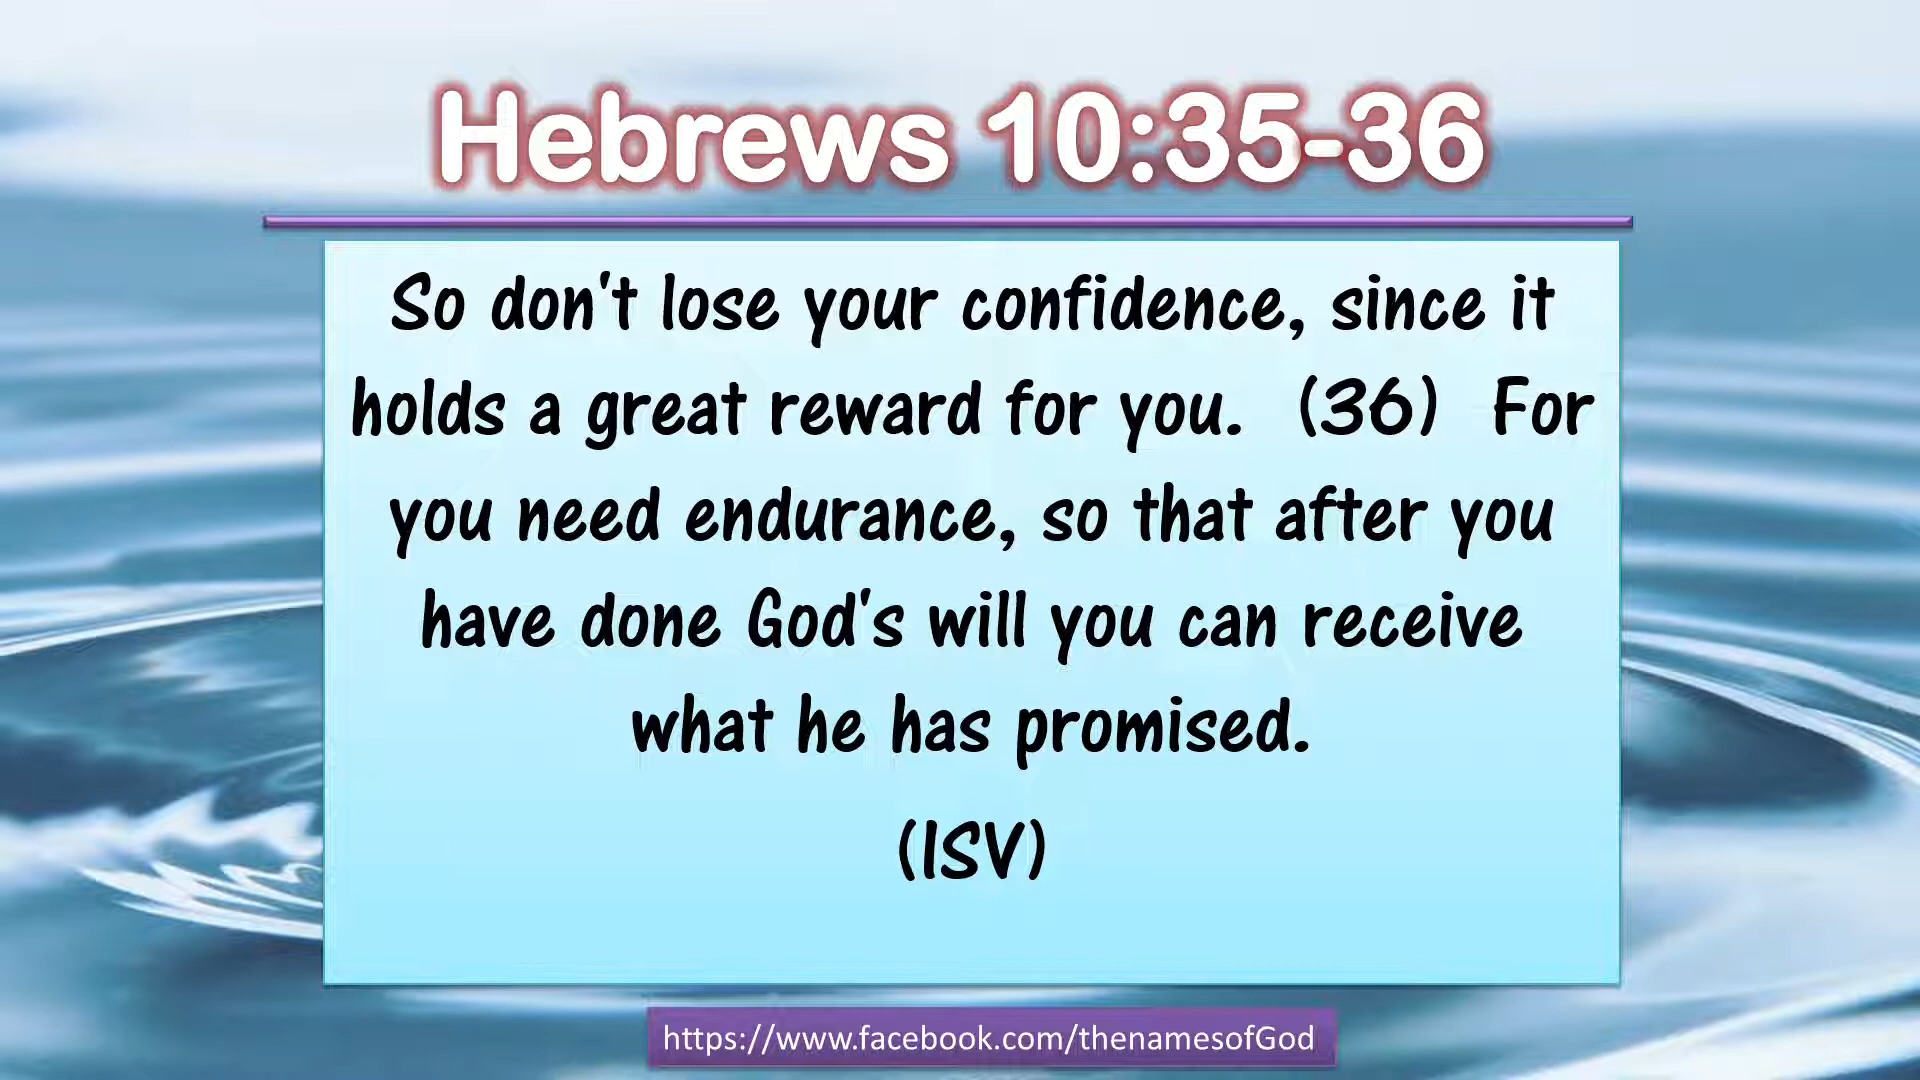 Hebrews 10:35-36
So don't lose your confidence, since it
holds a great reward for you. (36) For
you need endurance, so that after you
have done God's will you can receive
what he has promised.
(ISV)
https://www.facebook.com/thenamesofGod